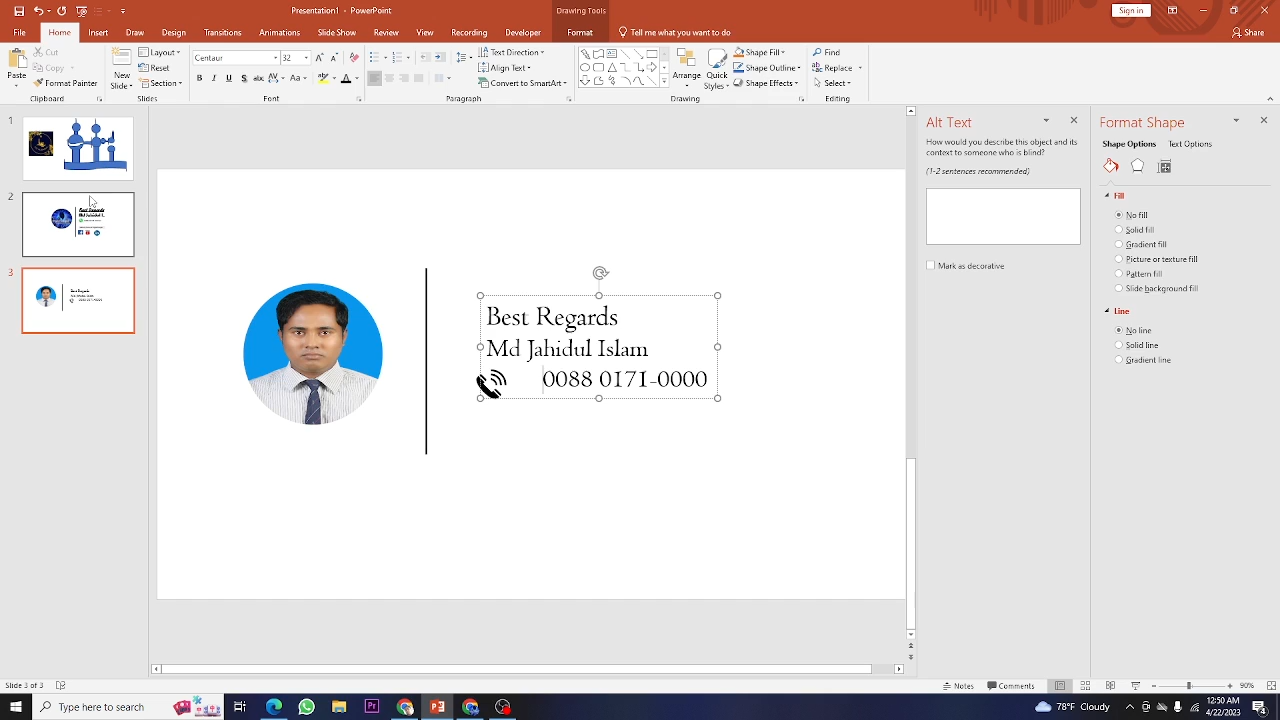 Presentation1 - PowerPoint
Drawing Tools
Sign in
File
Home
Insert
Draw
Design
Transitions
Animations
Slide Show
Review
View
Recording
Developer
Format
Tell me what you want to do
Share
Paste
Cut
Copy
Format Painter
Clipboard
New
Slide
Layout
Reset
Section
Slides
Centaur
32
B I U S abc AV Aa A
Font
Text Direction
Align Text
Convert to SmartArt
Paragraph
Arrange
Quick
Styles
Shape Fill
Shape Outline
Shape Effects
Drawing
Find
Replace
Select
Editing
1
2
3
Best Regards
Md Jahidul Islam
0088 0171-0000
Alt Text
How would you describe this object and its
context to someone who is blind?
(1-2 sentences recommended)
Mark as decorative
Format Shape
Shape Options
Text Options
Fill
No fill
Solid fill
Gradient fill
Picture or texture fill
Pattern fill
Slide background fill
Line
No line
Solid line
Gradient line
Slide 3 of 3
Notes
Comments
90%
Type here to search
78°F Cloudy
12:50 AM
4/22/2023